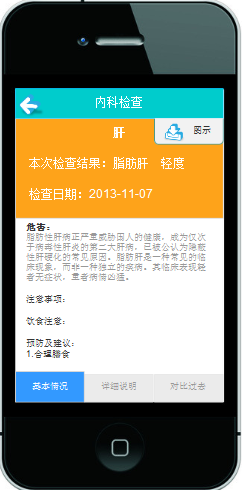 内科检查
肝
图示
本次检查结果：脂肪肝 轻度
检查日期：2013-11-07
危害：
脂肪性肝病正严重威胁国人的健康，成为仅次
于病毒性肝炎的第二大肝病，已被公认为隐蔽
性肝硬化的常见原因。脂肪肝是一种常见的临
床现象，而非一种独立的疾病。其临床表现轻
者无症状，重者病情凶猛。
注意事项：
饮食注意：
预防及建议：
1.合理膳食
基本情况
详细说明
对比过去